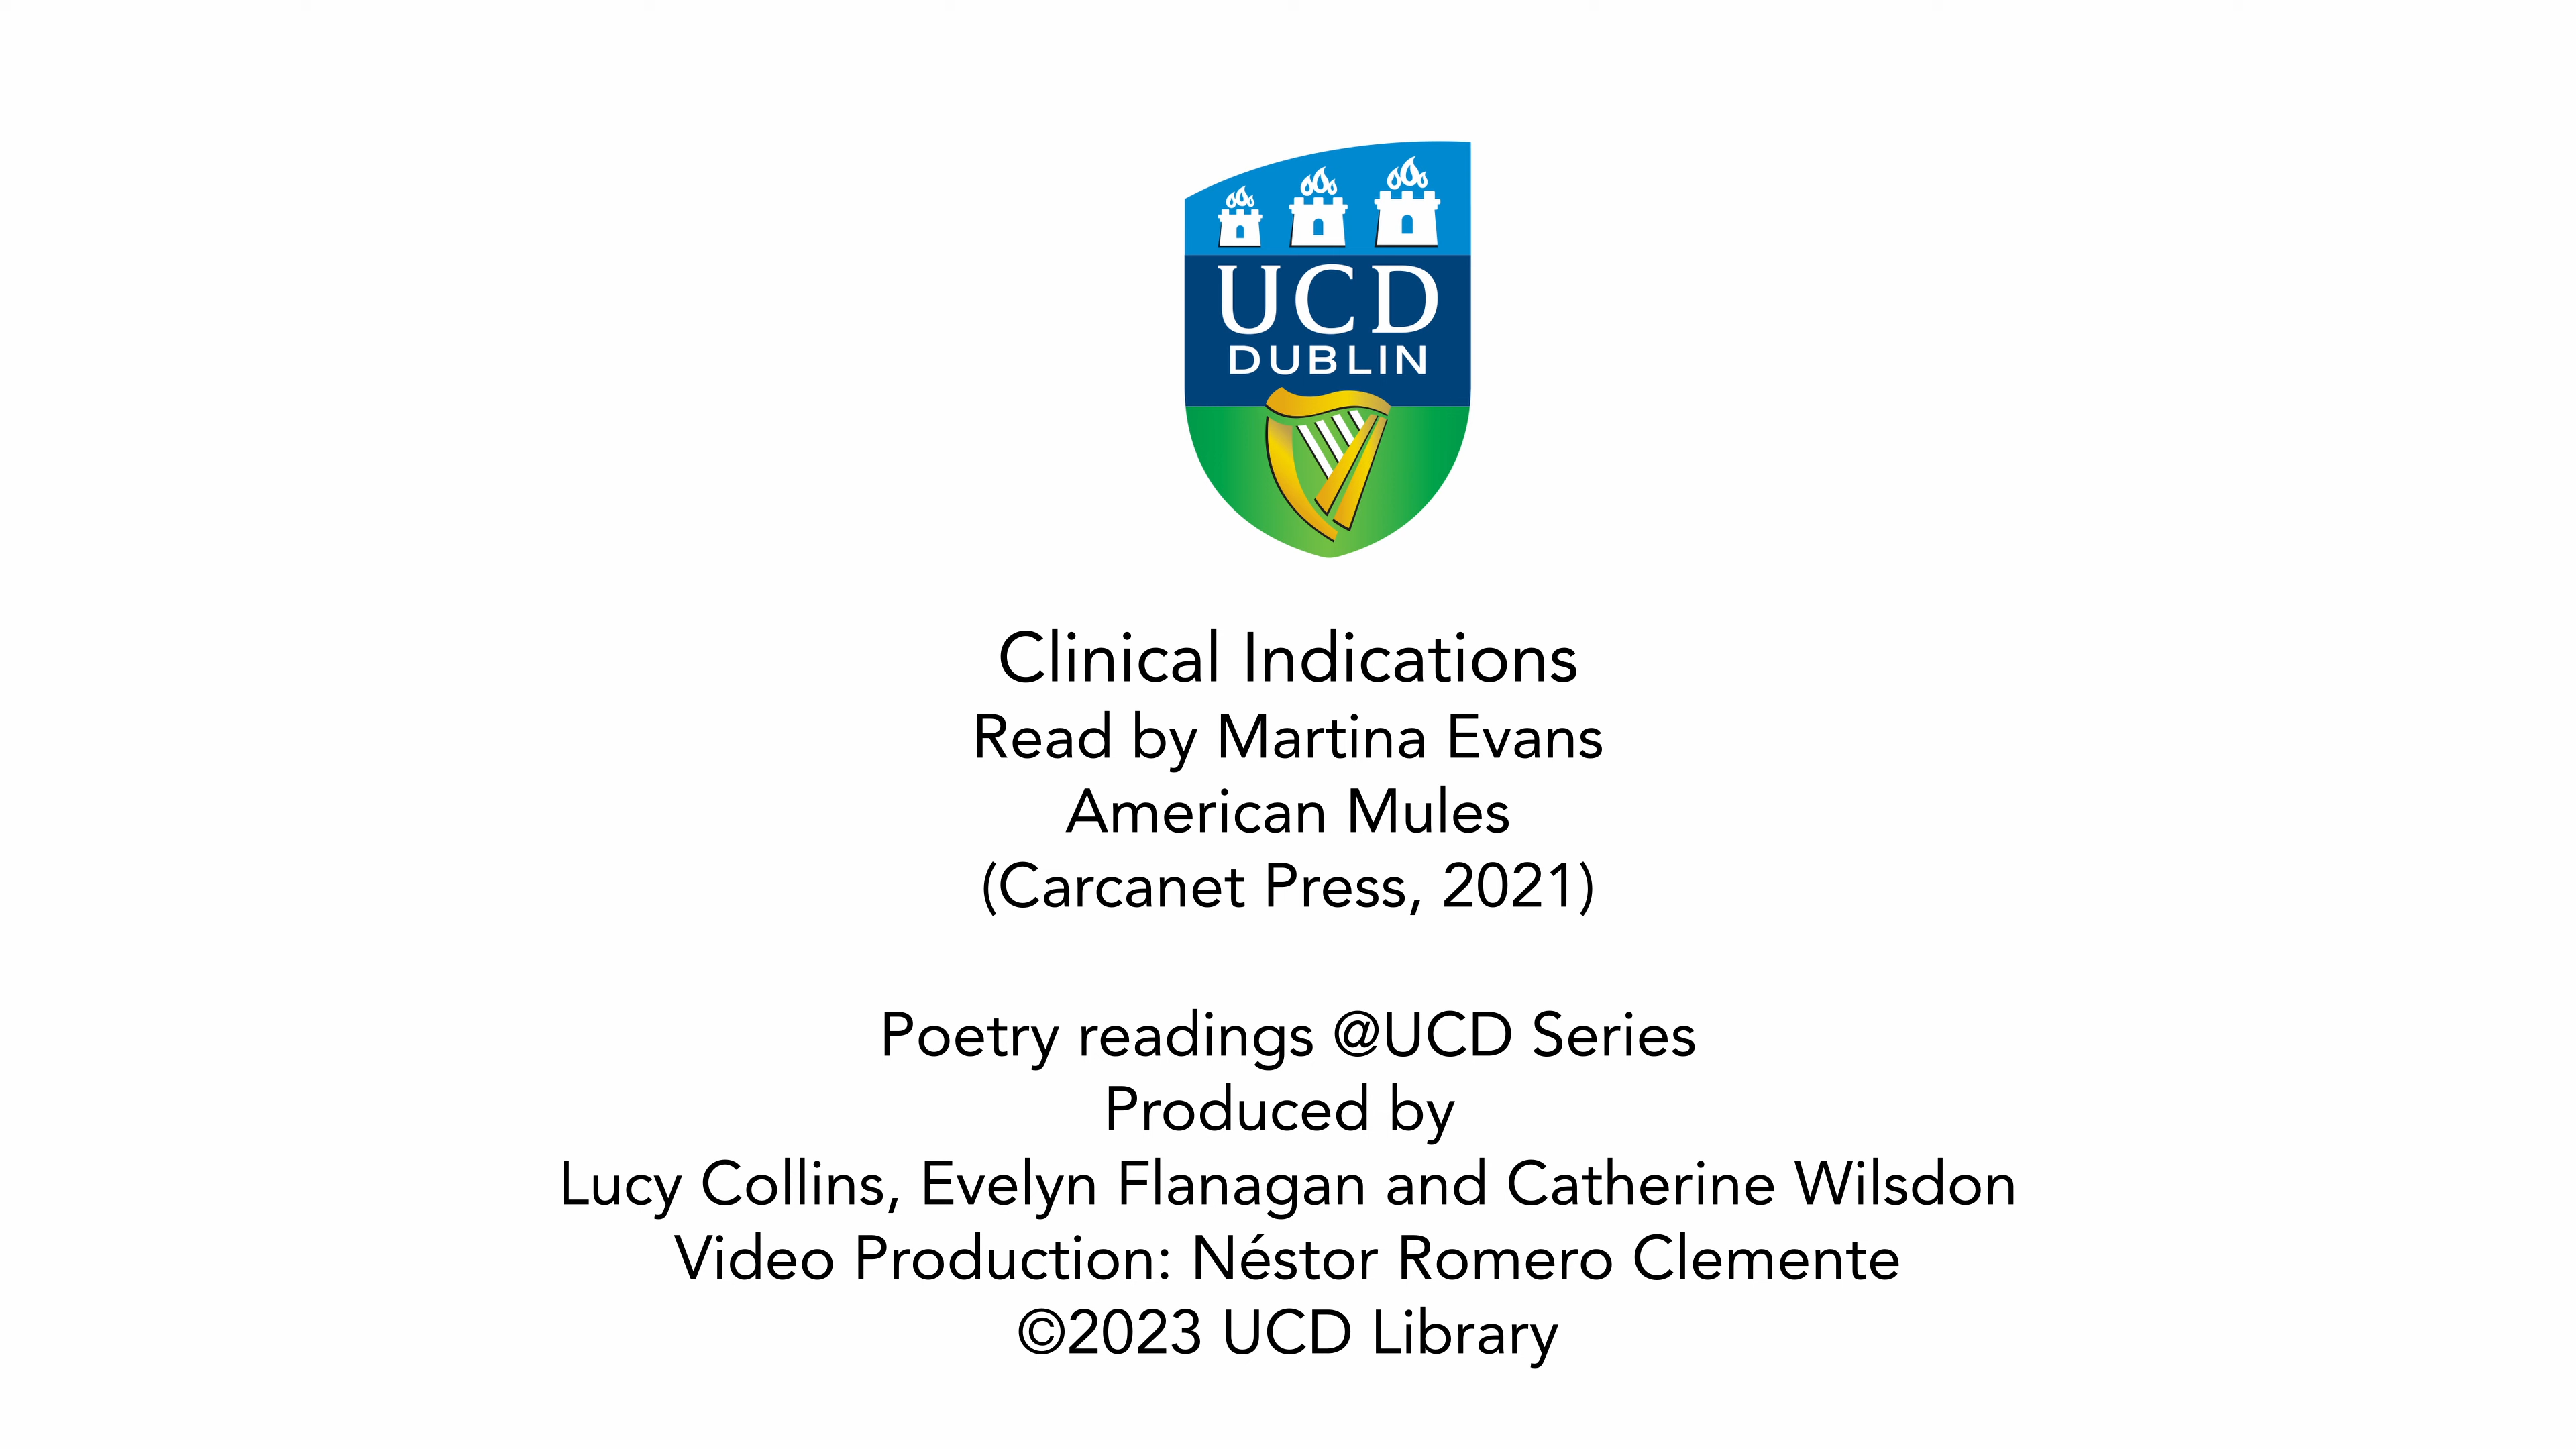 UCD
DUBLIN
Clinical Indications
Read by Martina Evans
American Mules
(Carcanet Press, 2021)
Poetry readings @UCD Series
Produced by
Lucy Collins, Evelyn Flanagan and Catherine Wilsdon
Video Production: Néstor Romero Clemente
©2023 UCD Library